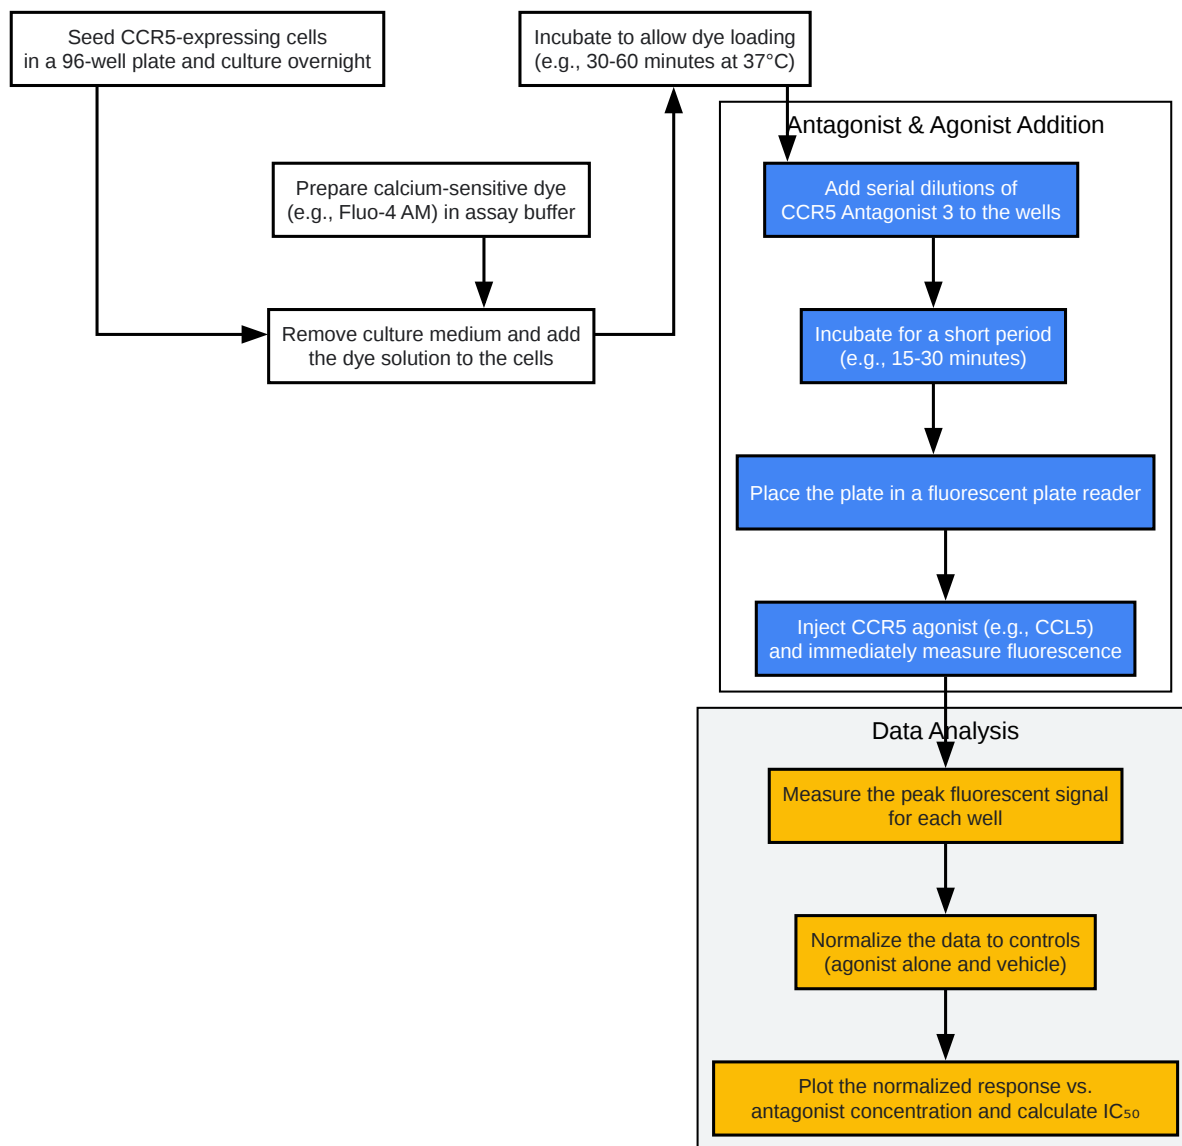 Seed CCR5-expressing cells
in a 96-well plate and culture overnight
Incubate to allow dye loading
(e.g., 30-60 minutes at 37°C)
Prepare calcium-sensitive dye
(e.g., Fluo-4 AM) in assay buffer
Remove culture medium and add
the dye solution to the cells
Antagonist & Agonist Addition
Add serial dilutions of
CCR5 Antagonist 3 to the wells
Incubate for a short period
(e.g., 15-30 minutes)
Place the plate in a fluorescent plate reader
Inject CCR5 agonist (e.g., CCL5)
and immediately measure fluorescence
Data Analysis
Measure the peak fluorescent signal
for each well
Normalize the data to controls
(agonist alone and vehicle)
Plot the normalized response vs.
antagonist concentration and calculate IC₅₀